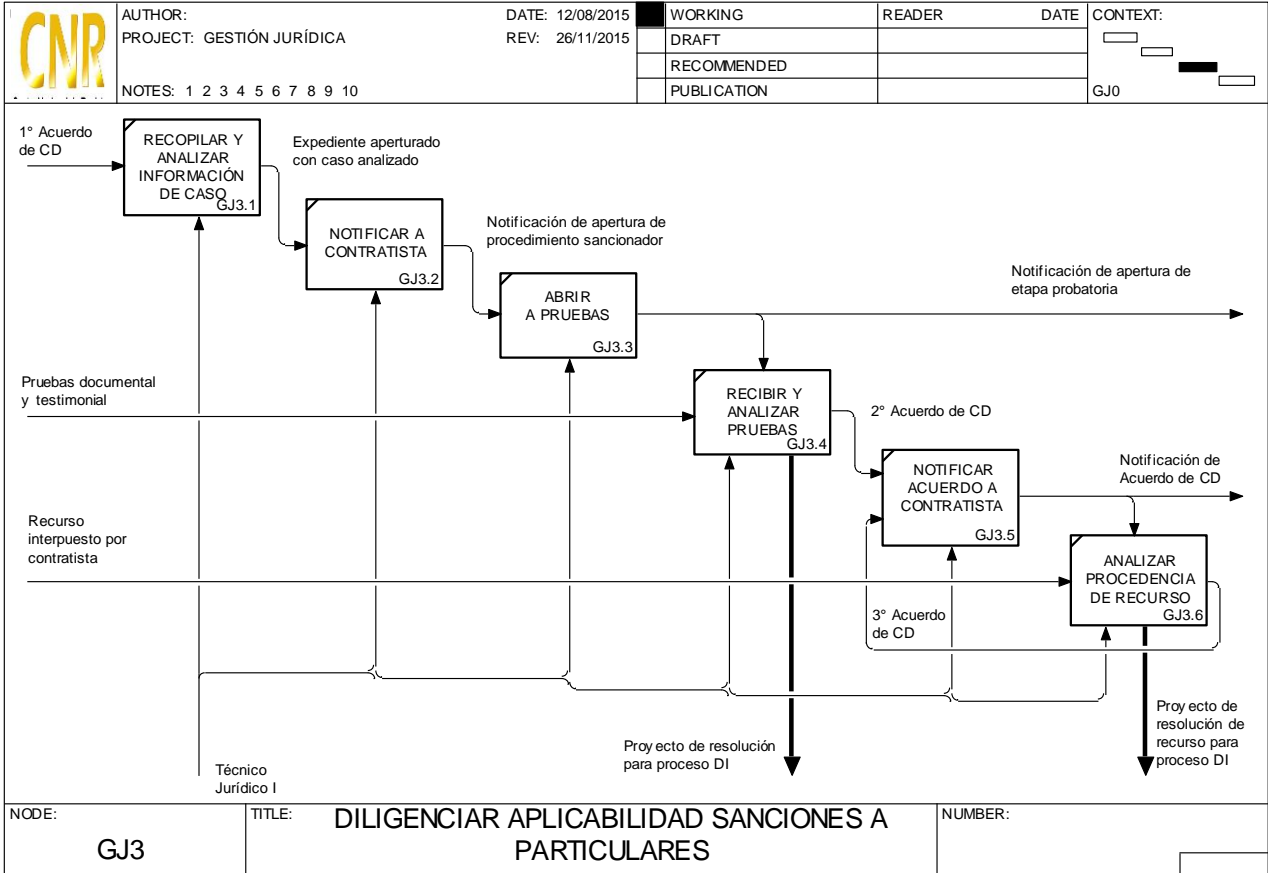 CNR
AUTHOR:
DATE: 12/08/2015
PROJECT: GESTIÓN JURÍDICA
REV: 26/11/2015
NOTES: 1 2 3 4 5 6 7 8 9 10
WORKING
DRAFT
RECOMMENDED
PUBLICATION
READER DATE
CONTEXT:
GJ0
1° Acuerdo
de CD
RECOPILAR Y
ANALIZAR
INFORMACIÓN
DE CASO
GJ3.1
Expediente aperturado
con caso analizado
NOTIFICAR A
CONTRATISTA
GJ3.2
Notificación de apertura de
procedimiento sancionador
ABRIR
A PRUEBAS
GJ3.3
Notificación de apertura de
etapa probatoria
Pruebas documental
y testimonial
RECIBIR Y
ANALIZAR
PRUEBAS
GJ3.4
2° Acuerdo de CD
NOTIFICAR
ACUERDO A
CONTRATISTA
GJ3.5
Notificación de
Acuerdo de CD
Recurso
interpuesto por
contratista
ANALIZAR
PROCEDENCIA
DE RECURSO
GJ3.6
3° Acuerdo
de CD
Proyecto de resolución
para proceso DI
Proyecto de
resolución de
recurso para
proceso DI
Técnico
Jurídico I
NODE:
GJ3
TITLE:
DILIGENCIAR APLICABILIDAD SANCIONES A
PARTICULARES
NUMBER: